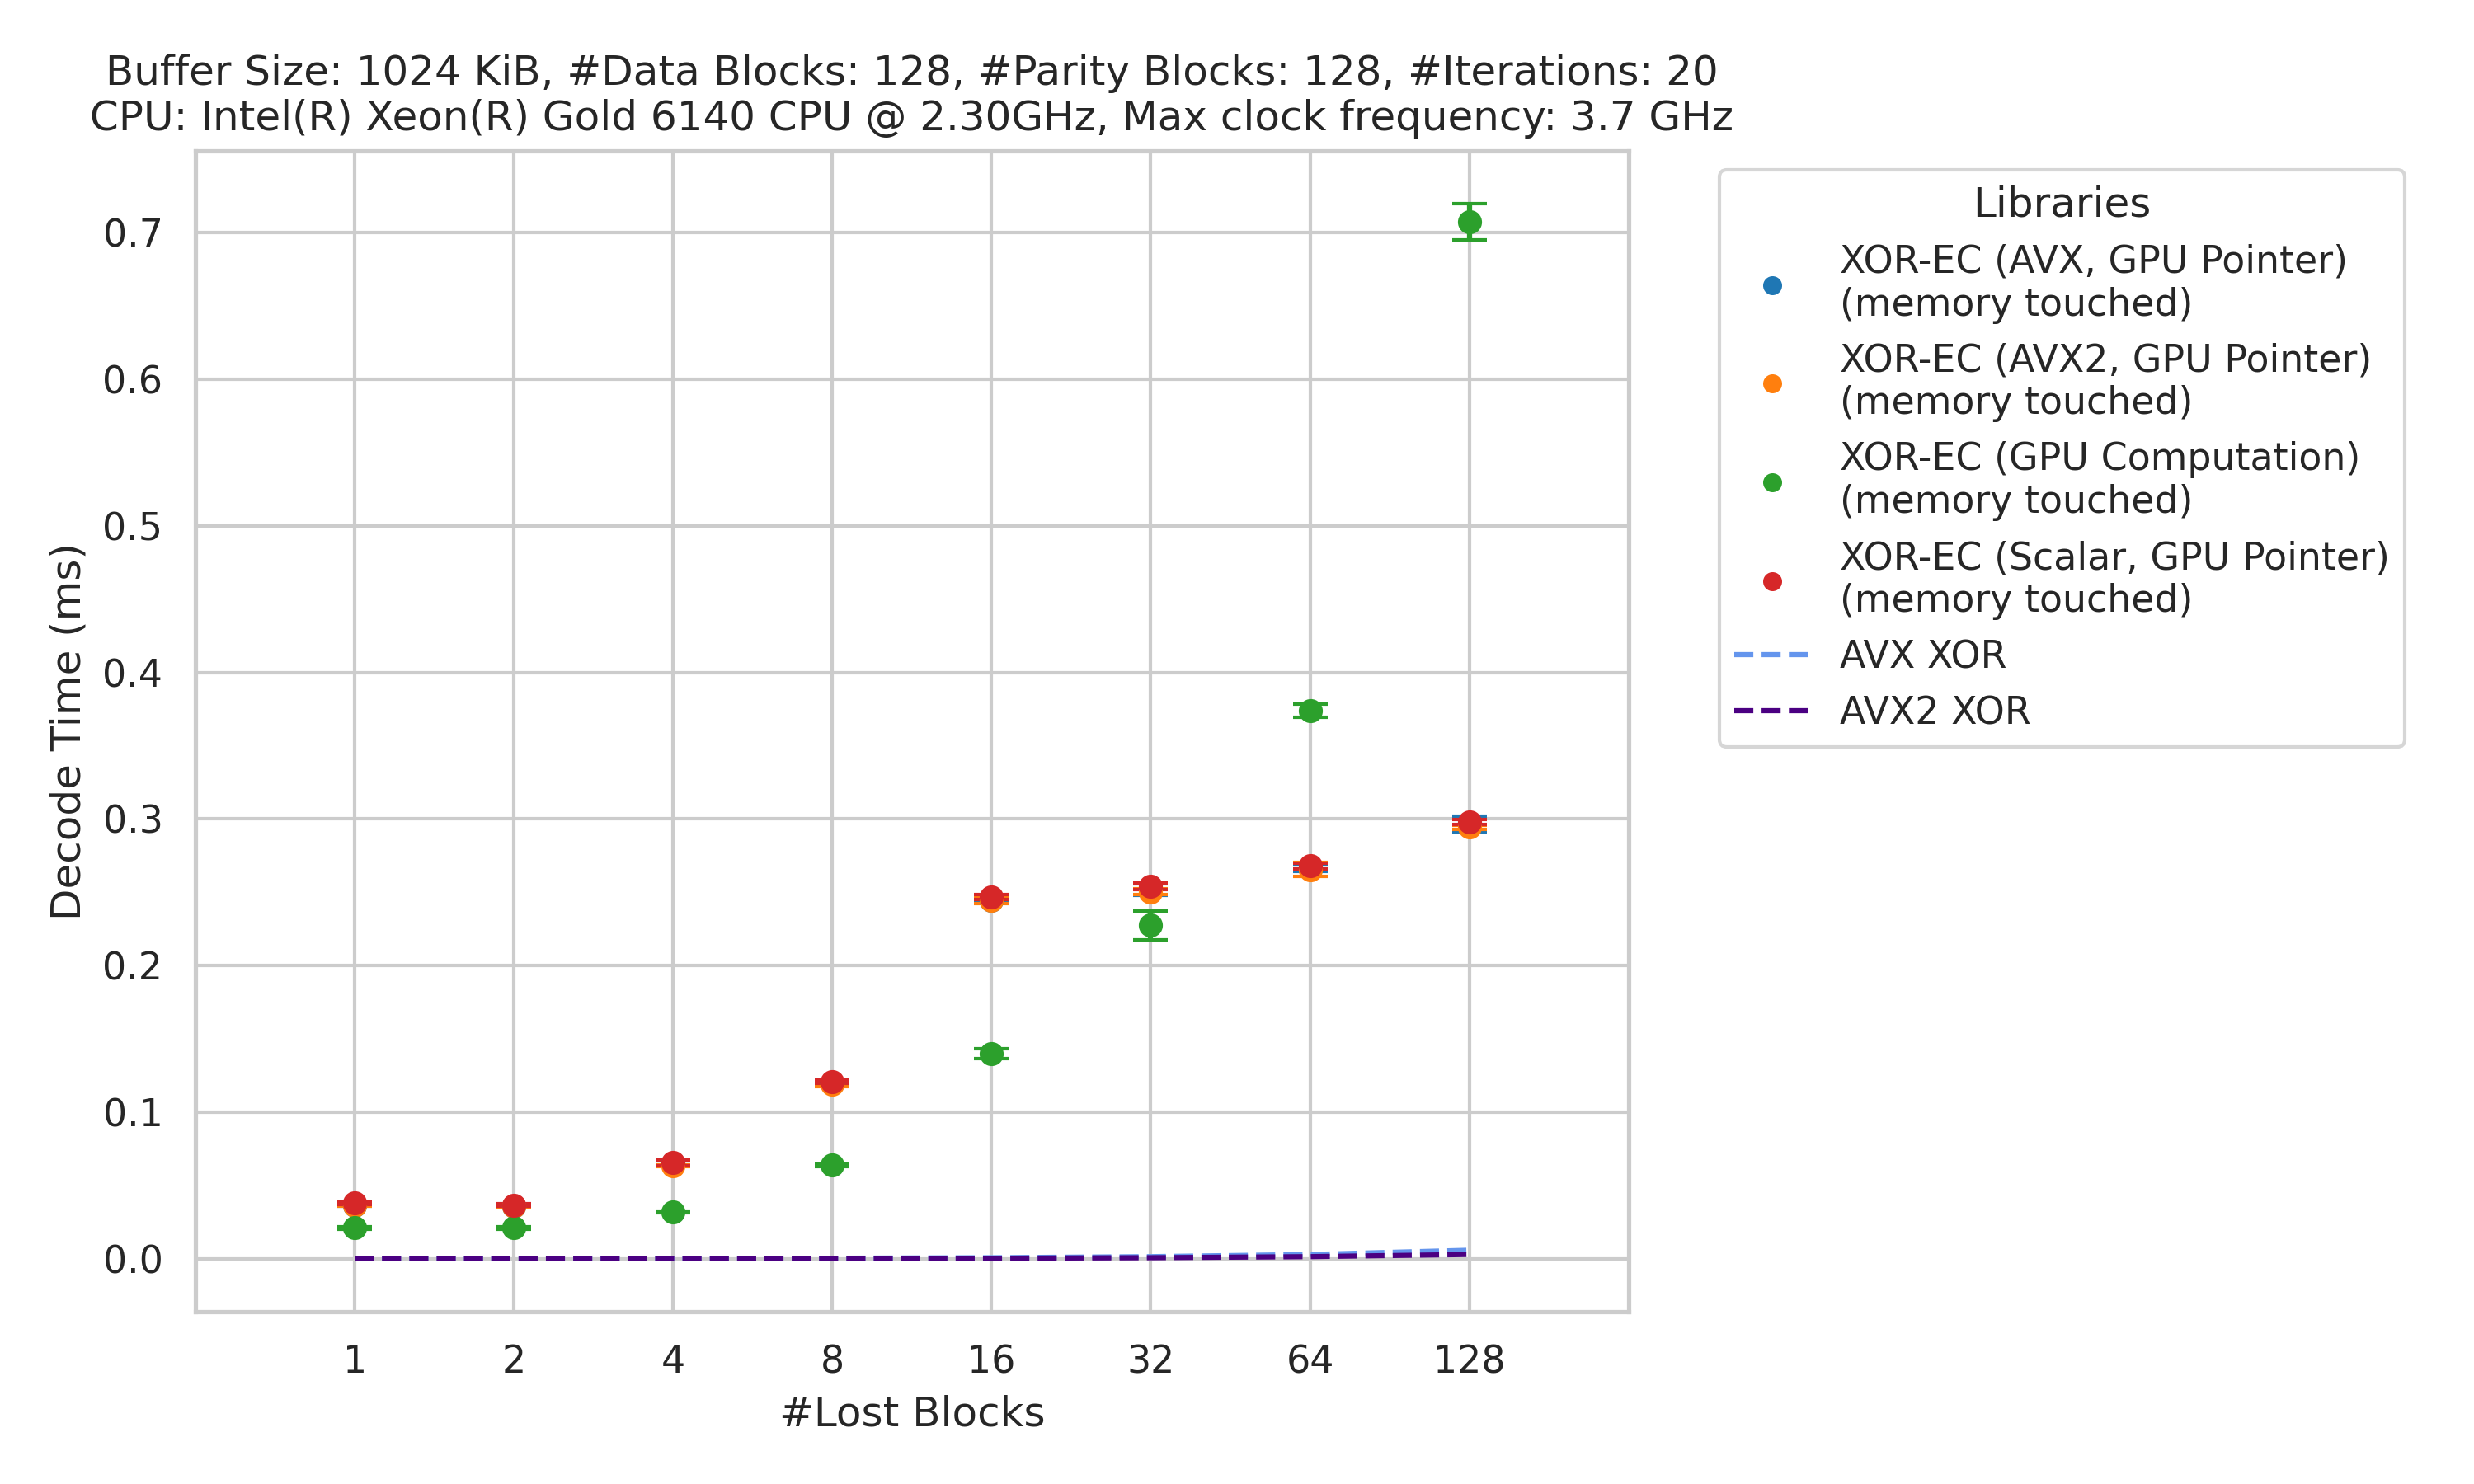 Buffer Size: 1024 KiB, #Data Blocks: 128, #Parity Blocks: 128, #Iterations: 20
CPU: Intel(R) Xeon(R) Gold 6140 CPU @ 2.30GHz, Max clock frequency: 3.7 GHz
Decode Time (ms)
0.7
0.6
0.5
0.4
0.3
0.2
0.1
0.0
1 2 4 8 16 32 64 128
#Lost Blocks
Libraries
XOR-EC (AVX, GPU Pointer)
(memory touched)
XOR-EC (AVX2, GPU Pointer)
(memory touched)
XOR-EC (GPU Computation)
(memory touched)
XOR-EC (Scalar, GPU Pointer)
(memory touched)
AVX XOR
AVX2 XOR